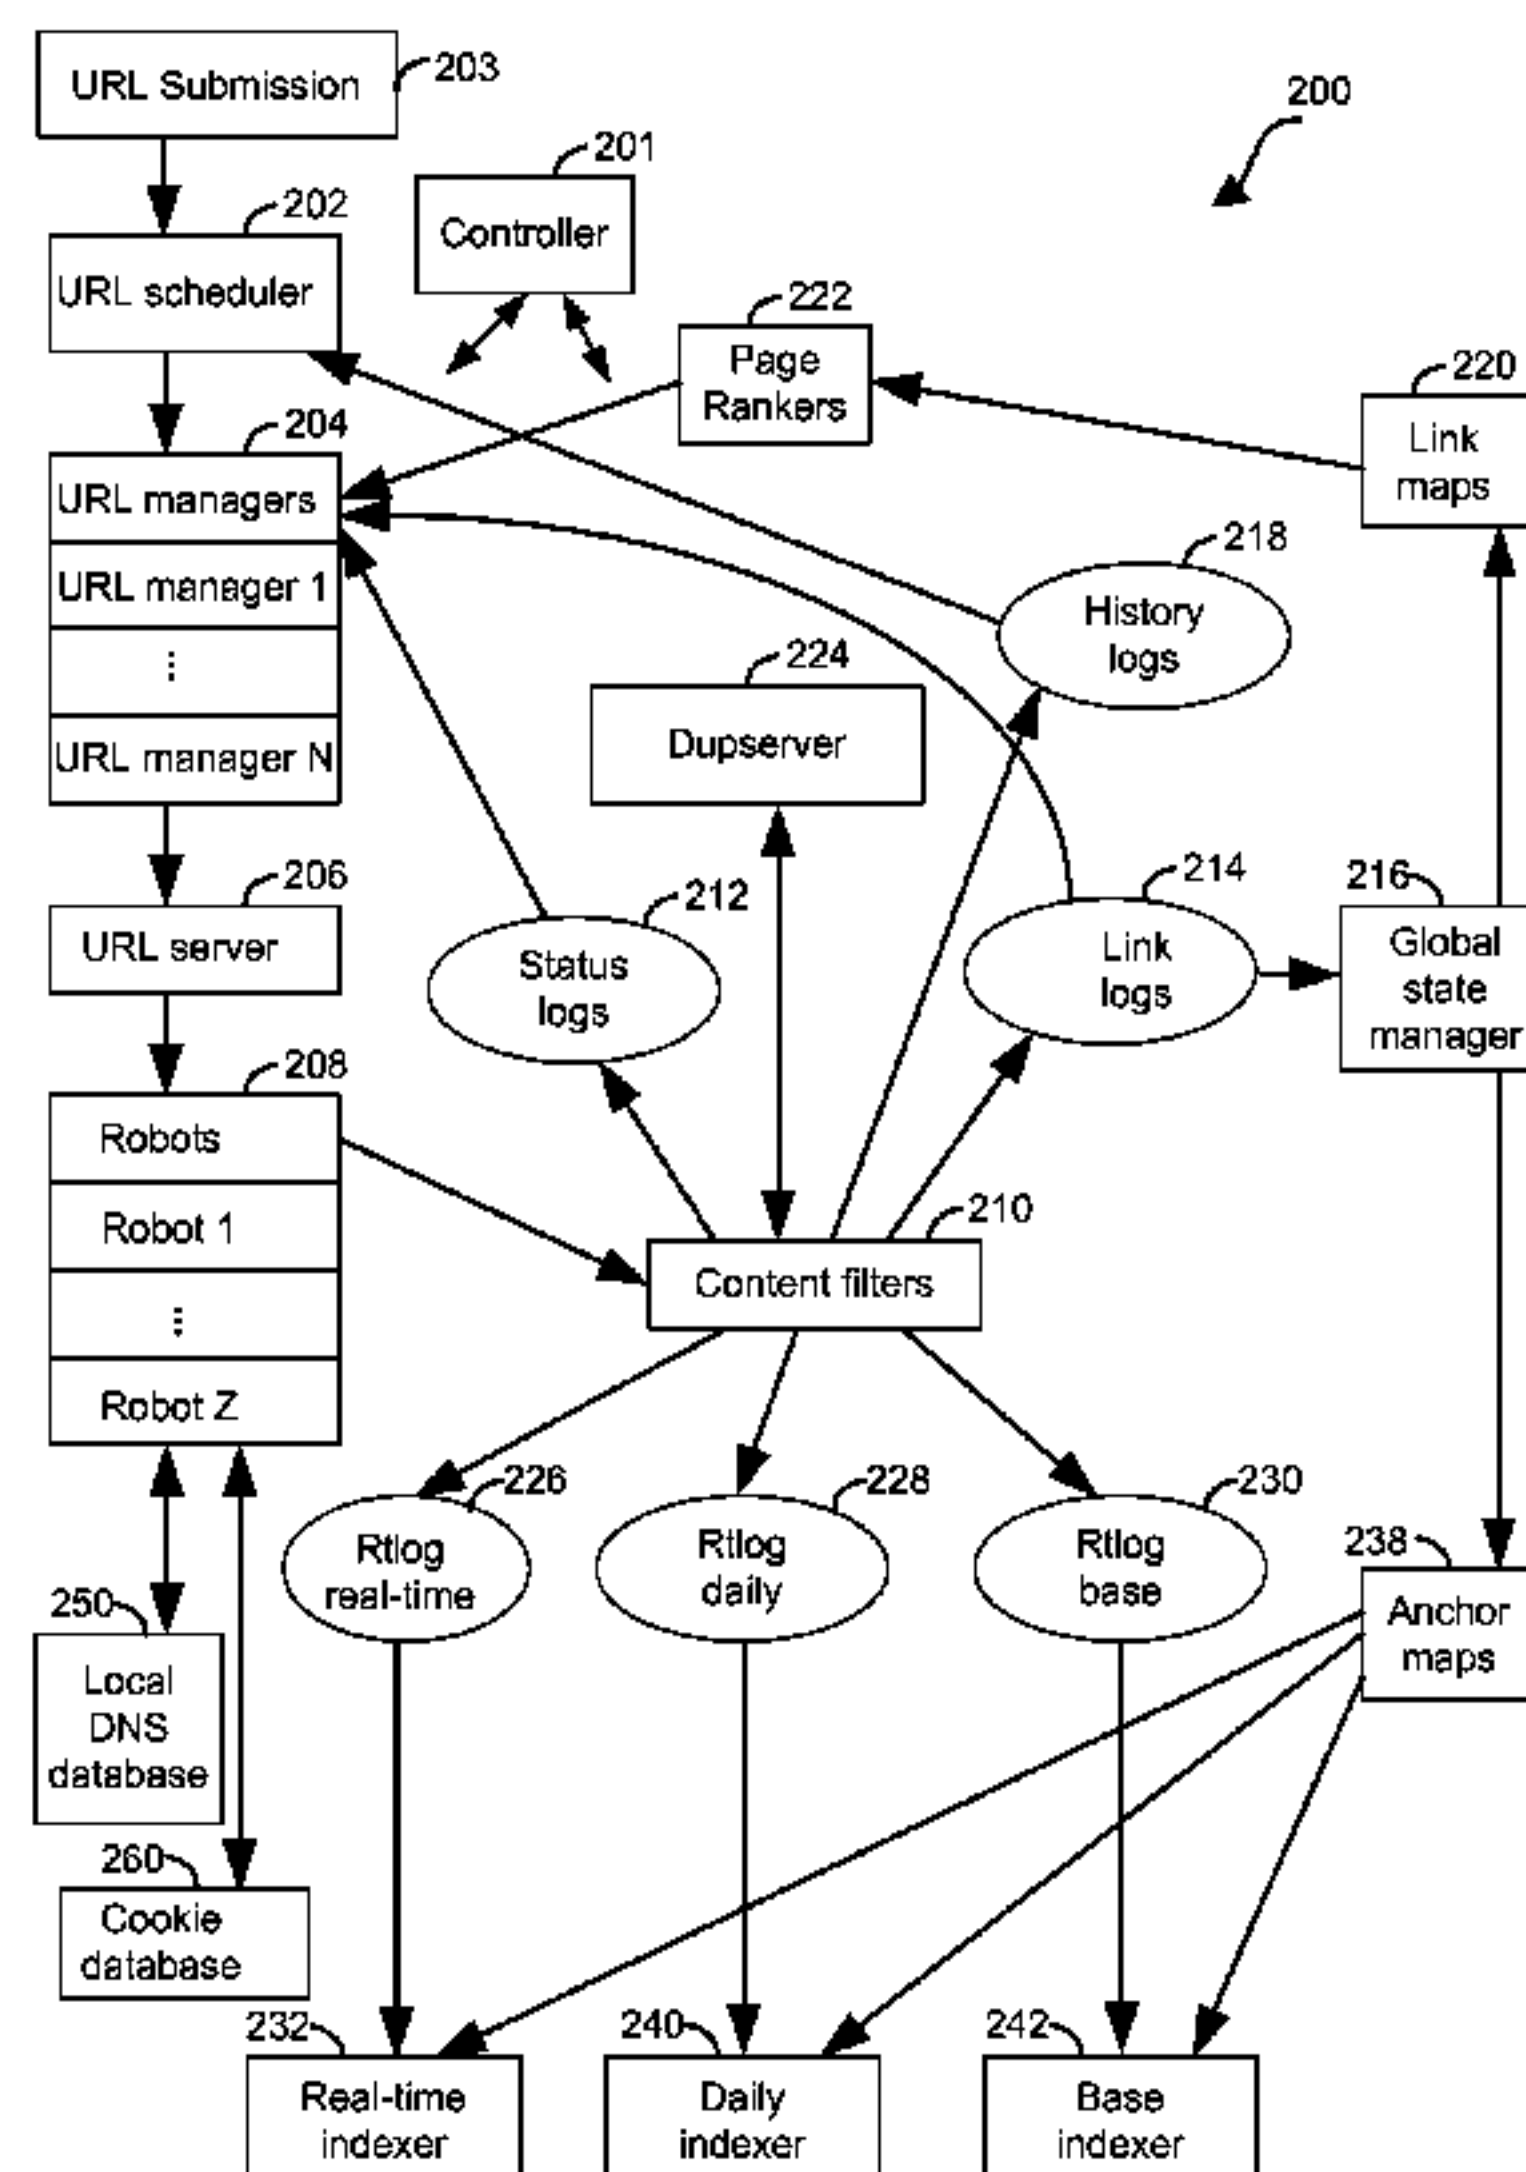 URL Submission
203
200
201
Controller
202
URL scheduler
222
Page
Rankers
220
Link
maps
204
URL managers
URL manager 1
⋮
URL manager N
218
History
logs
224
Dupserver
206
URL server
212
Status
logs
214
Link
logs
216
Global
state
manager
208
Robots
Robot 1
⋮
Robot Z
210
Content filters
226
Rtlog
real-time
228
Rtlog
daily
230
Rtlog
base
238
Anchor
maps
250
Local
DNS
database
260
Cookie
database
232
Real-time
indexer
240
Daily
indexer
242
Base
indexer